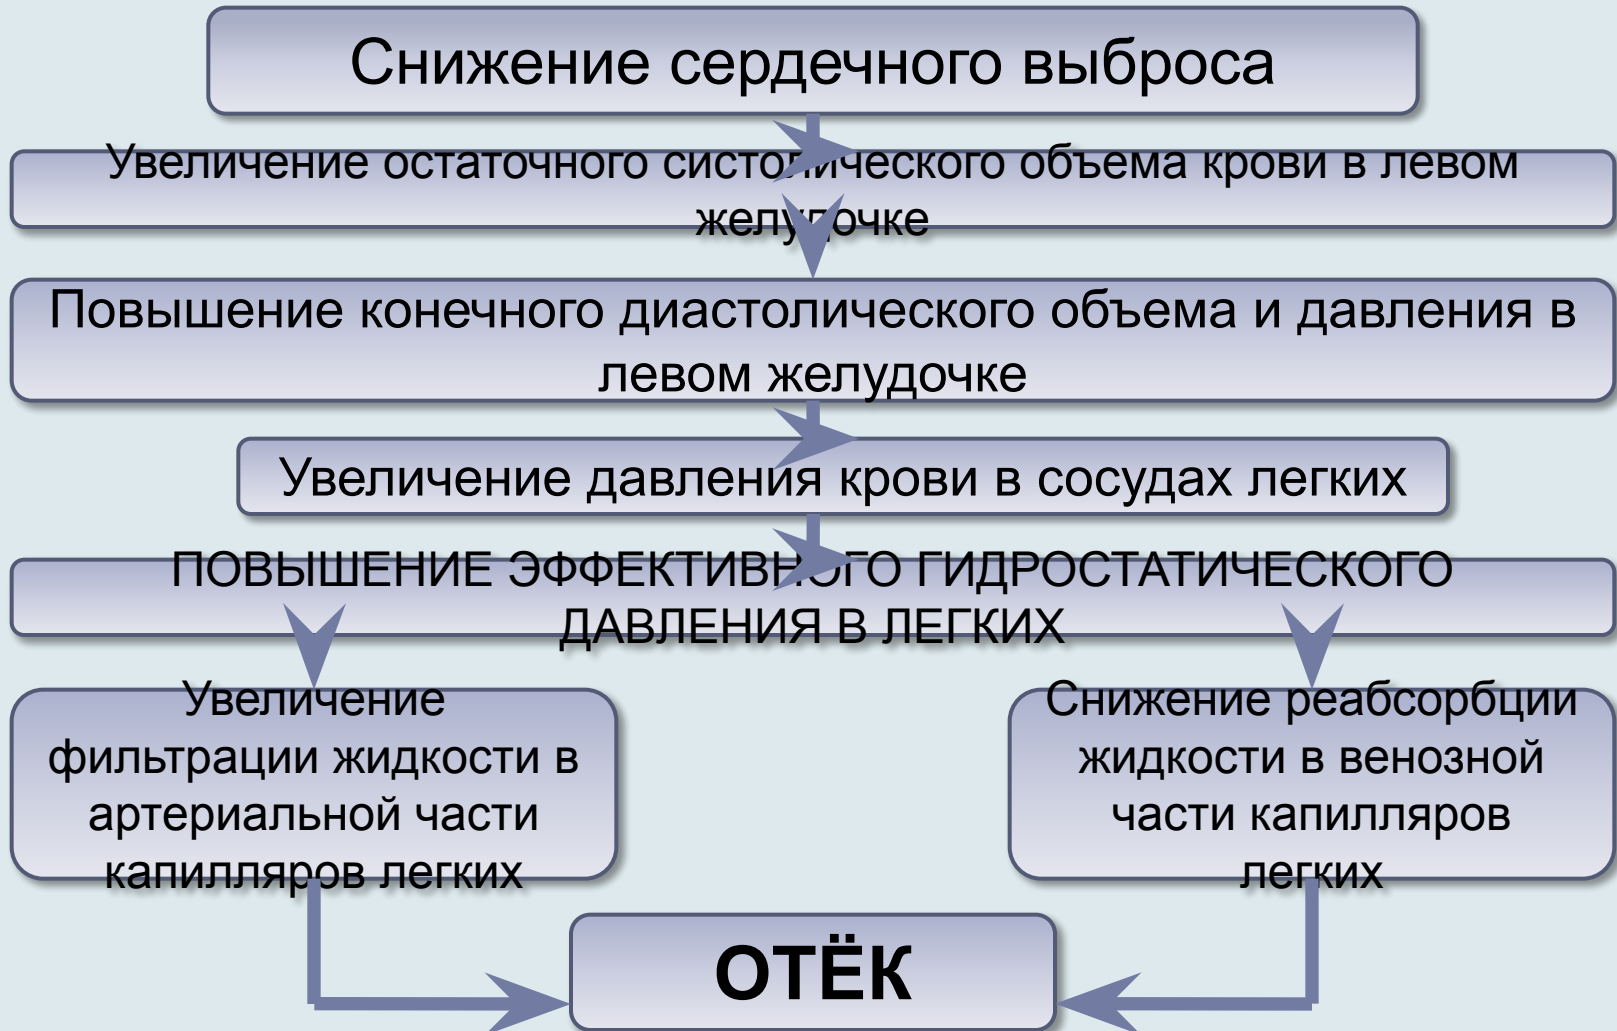 Снижение сердечного выброса
Увеличение остаточного систолического объема крови в левом
желудочке
Повышение конечного диастолического объема и давления в
левом желудочке
Увеличение давления крови в сосудах легких
ПОВЫШЕНИЕ ЭФФЕКТИВНОГО ГИДРОСТАТИЧЕСКОГО
ДАВЛЕНИЯ В ЛЕГКИХ
Увеличение
фильтрации жидкости в
артериальной части
капилляров легких
Снижение реабсорбции
жидкости в венозной
части капилляров
легких
ОТЁК